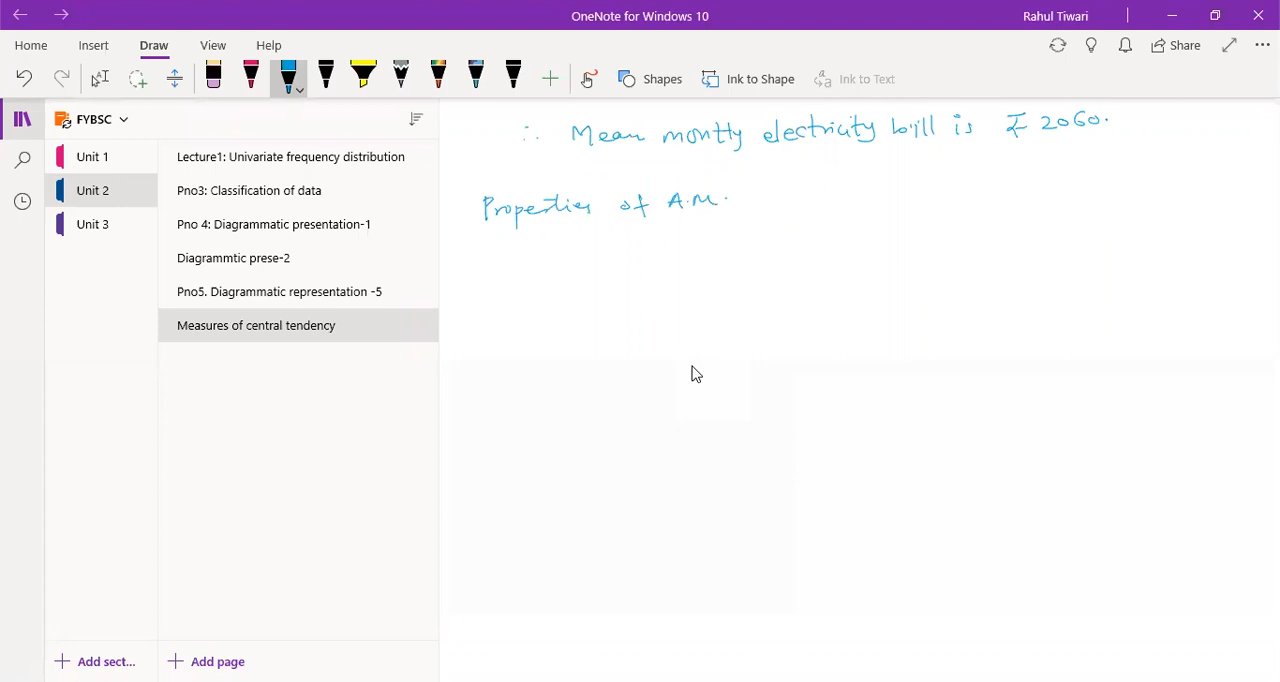 OneNote for Windows 10
Rahul Tiwari
Home Insert Draw View Help
Share
Shapes Ink to Shape Ink to Text
FYBSC
Unit 1
Unit 2
Unit 3
Lecture1: Univariate frequency distribution
Pno3: Classification of data
Pno 4: Diagrammatic presentation-1
Diagrammtic prese-2
Pno5. Diagrammatic representation -5
Measures of central tendency
Add sect...
Add page
∴ Mean montly electricity bill is ₹ 2060.
Properties of A.M.